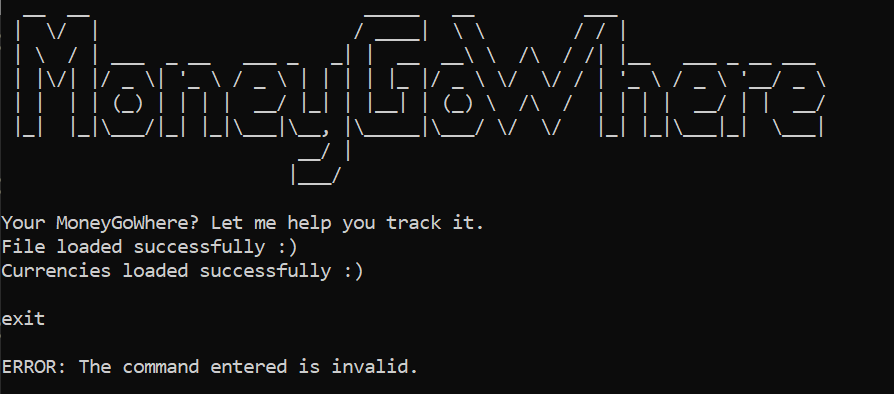 MoneyGoWhere
Your MoneyGoWhere? Let me help you track it.
File loaded successfully :)
Currencies loaded successfully :)
exit
ERROR: The command entered is invalid.